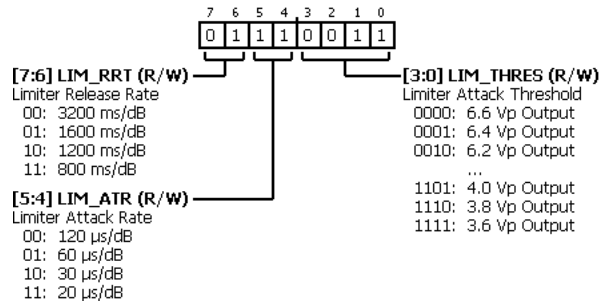 7 6 5 4 3 2 1 0
0 1 1 1 0 0 1 1
[7:6] LIM_RRT (R/W)
Limiter Release Rate
00: 3200 ms/dB
01: 1600 ms/dB
10: 1200 ms/dB
11: 800 ms/dB
[5:4] LIM_ATR (R/W)
Limiter Attack Rate
00: 120 µs/dB
01: 60 µs/dB
10: 30 µs/dB
11: 20 µs/dB
[3:0] LIM_THRES (R/W)
Limiter Attack Threshold
0000: 6.6 Vp Output
0001: 6.4 Vp Output
0010: 6.2 Vp Output
...
1101: 4.0 Vp Output
1110: 3.8 Vp Output
1111: 3.6 Vp Output